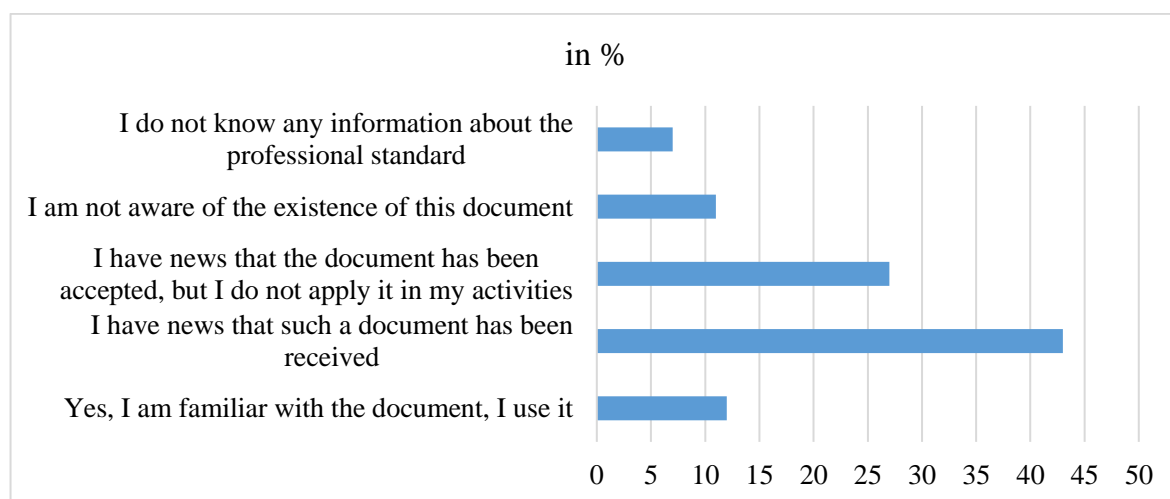 in %
I do not know any information about the
professional standard
I am not aware of the existence of this document
I have news that the document has been
accepted, but I do not apply it in my activities
I have news that such a document has been
received
Yes, I am familiar with the document, I use it
0 5 10 15 20 25 30 35 40 45 50